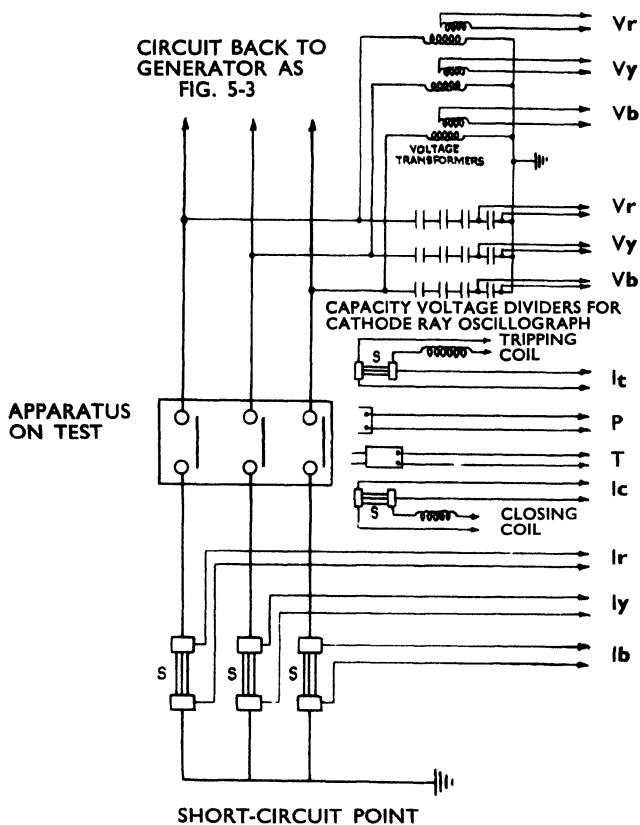 CIRCUIT BACK TO
GENERATOR AS
FIG. 5-3
Vr
Vy
Vb
VOLTAGE
TRANSFORMERS
Vr
Vy
Vb
CAPACITY VOLTAGE DIVIDERS FOR
CATHODE RAY OSCILLOGRAPH
TRIPPING
COIL
S
It
APPARATUS
ON TEST
P
T
Ic
S
CLOSING
COIL
Ir
Iy
Ib
S
S
S
SHORT-CIRCUIT POINT